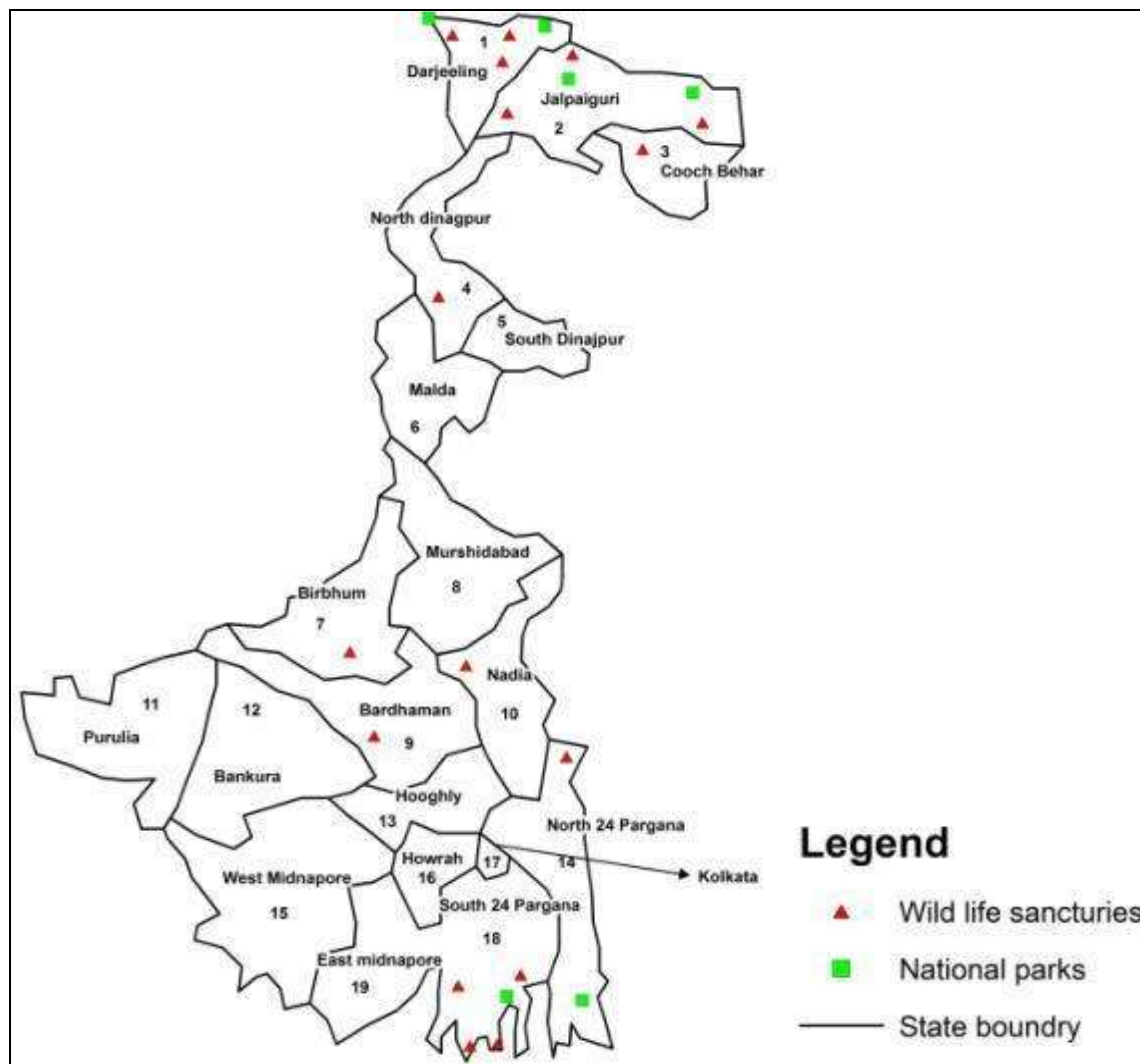 1
Darjeeling
Jalpaiguri
2
3
Cooch Behar
North dinagpur
4
5
South Dinajpur
Malda
6
Murshidabad
8
Birbhum
7
Nadia
10
Bardhaman
9
11
Purulia
12
Bankura
Hooghly
13
North 24 Pargana
14
Howrah
16
17
Kolkata
West Midnapore
15
South 24 Pargana
18
East midnapore
19
Legend
Wild life sancturies
National parks
State boundry